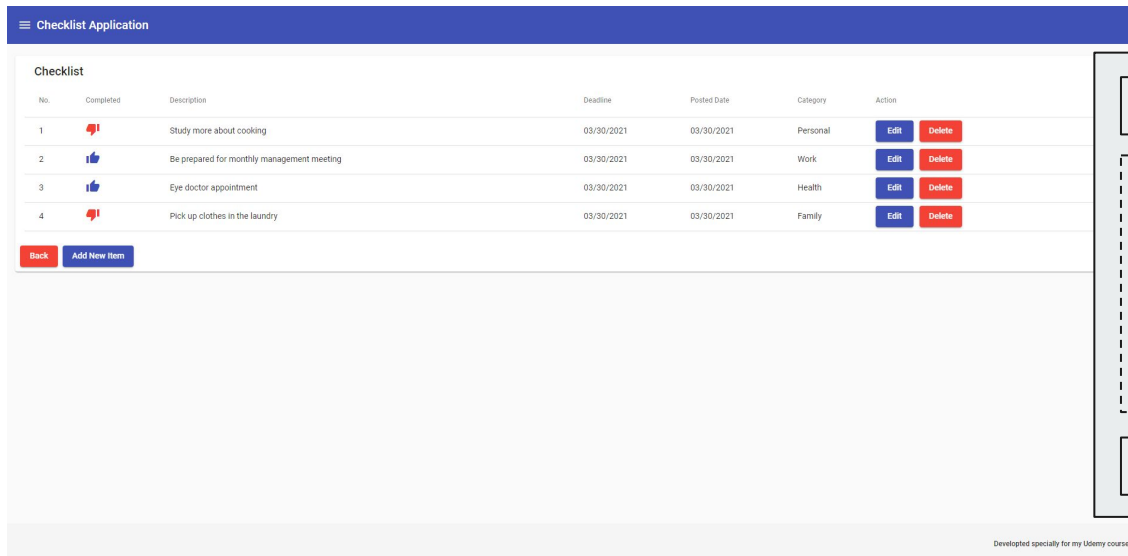 Checklist Application
Checklist
No. Completed Description Deadline Posted Date Category Action
1 Study more about cooking 03/30/2021 03/30/2021 Personal Edit Delete
2 Be prepared for monthly management meeting 03/30/2021 03/30/2021 Work Edit Delete
3 Eye doctor appointment 03/30/2021 03/30/2021 Health Edit Delete
4 Pick up clothes in the laundry 03/30/2021 03/30/2021 Family Edit Delete
Back Add New Item
Developted specially for my Udemy course